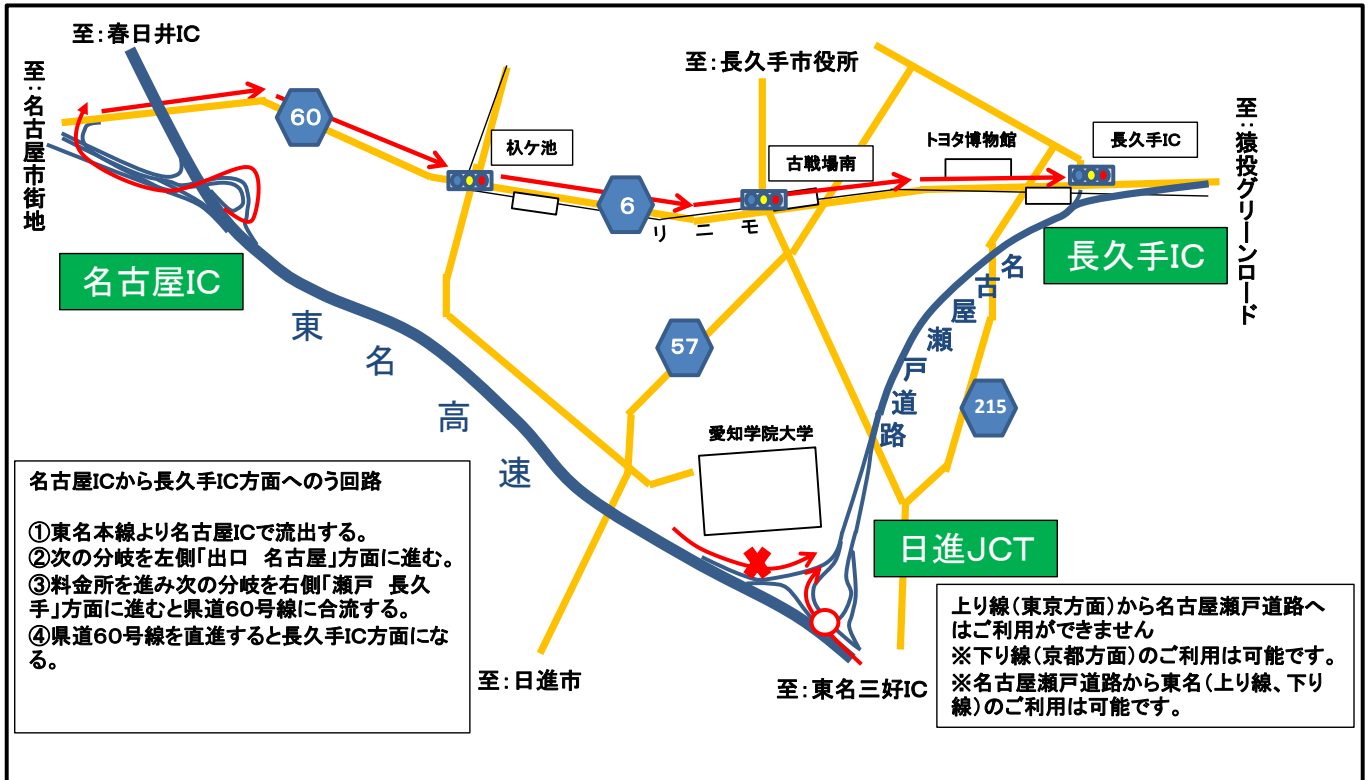 至:春日井IC
至:名古屋市街地
60
杁ケ池
6
リニモ
至:長久手市役所
古戦場南
トヨタ博物館
長久手IC
至:猿投グリーンロード
名古屋IC
長久手IC
東名高速
名古屋瀬戸道路
57
215
愛知学院大学
日進JCT
名古屋ICから長久手IC方面へのう回路
①東名本線より名古屋ICで流出する。
②次の分岐を左側「出口 名古屋」方面に進む。
③料金所を進み次の分岐を右側「瀬戸 長久
手」方面に進むと県道60号線に合流する。
④県道60号線を直進すると長久手IC方面にな
る。
至:日進市
至:東名三好IC
上り線(東京方面)から名古屋瀬戸道路へ
はご利用ができません
※下り線(京都方面)のご利用は可能です。
※名古屋瀬戸道路から東名(上り線、下り
線)のご利用は可能です。